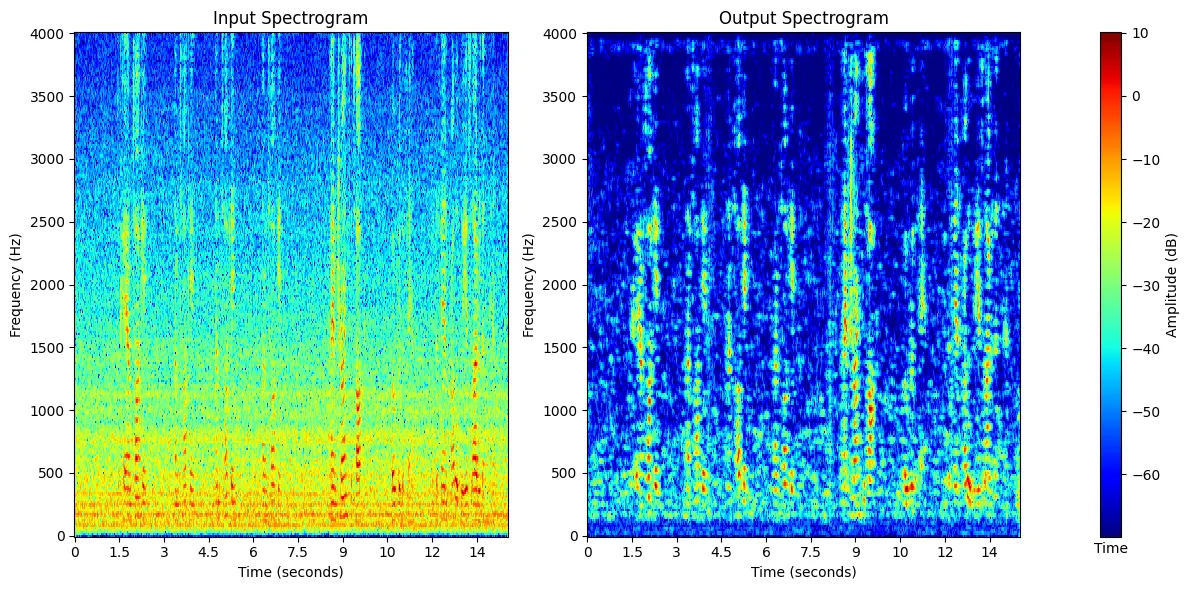 Input Spectrogram
Output Spectrogram
4000
3500
3000
2500
2000
1500
1000
500
0
Frequency (Hz)
0 1.5 3 4.5 6 7.5 9 10 12 14
Time (seconds)
4000
3500
3000
2500
2000
1500
1000
500
0
Frequency (Hz)
0 1.5 3 4.5 6 7.5 9 10 12 14
Time (seconds)
10
0
−10
−20
−30
−40
−50
−60
Amplitude (dB)
Time